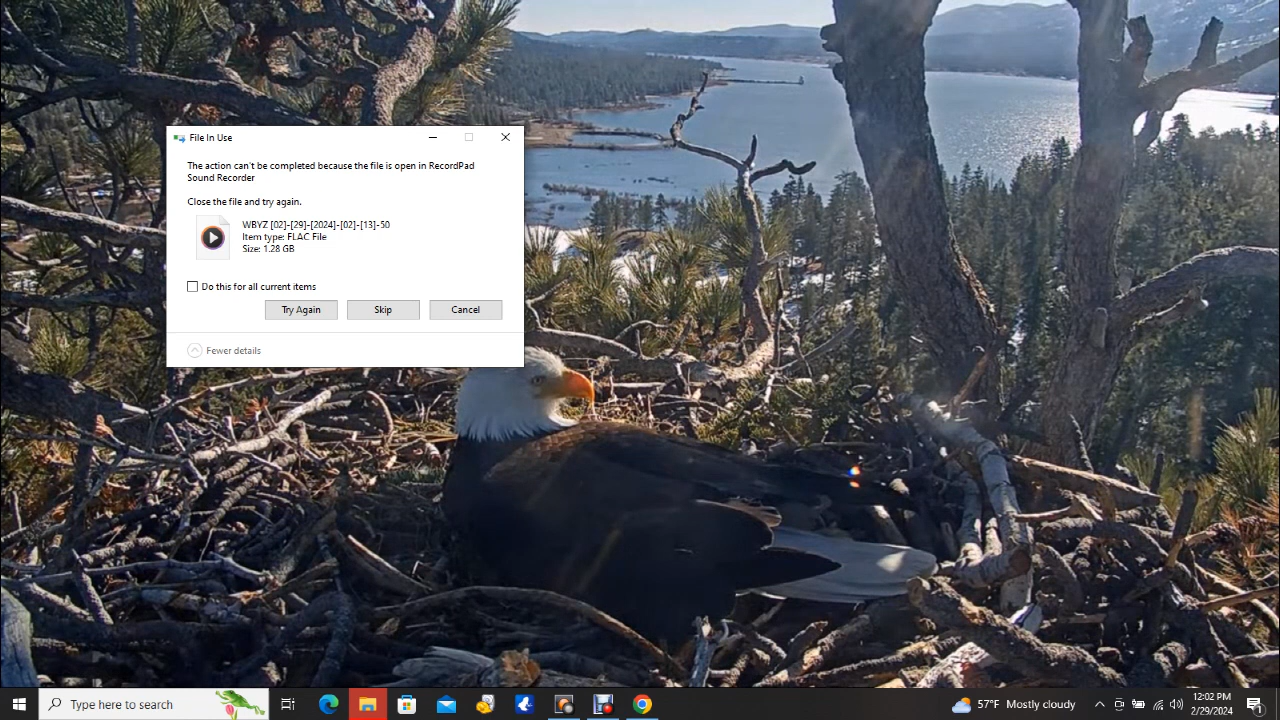 File In Use
The action can't be completed because the file is open in RecordPad
Sound Recorder
Close the file and try again.
WBYZ [02]-[29]-[2024]-[02]-[13]-50
Item type: FLAC File
Size: 1.28 GB
Do this for all current items
Try Again Skip Cancel
Fewer details
Type here to search
57°F Mostly cloudy
12:02 PM
2/29/2024
1